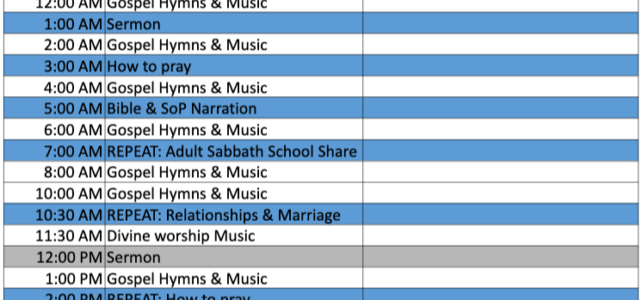 12:00 AM Gospel Hymns & Music
1:00 AM Sermon
2:00 AM Gospel Hymns & Music
3:00 AM How to pray
4:00 AM Gospel Hymns & Music
5:00 AM Bible & SoP Narration
6:00 AM Gospel Hymns & Music
7:00 AM REPEAT: Adult Sabbath School Share
8:00 AM Gospel Hymns & Music
10:00 AM Gospel Hymns & Music
10:30 AM REPEAT: Relationships & Marriage
11:30 AM Divine worship Music
12:00 PM Sermon
1:00 PM Gospel Hymns & Music
2:00 PM REPEAT: How to pray